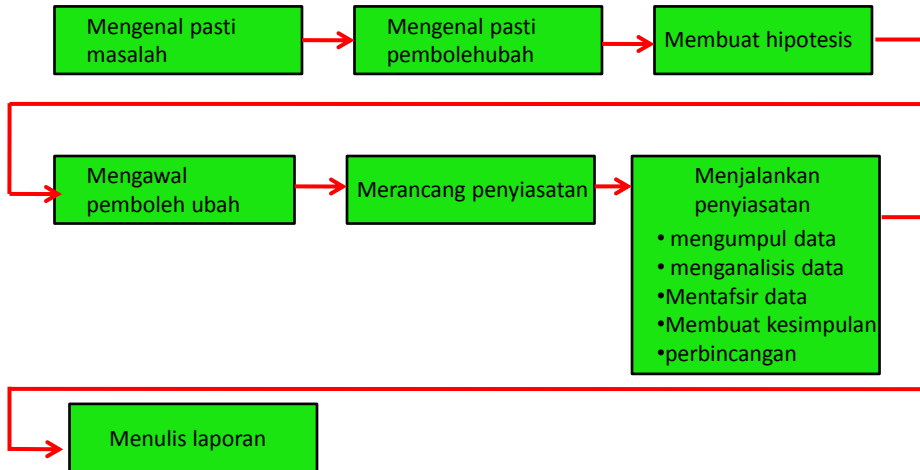 Mengenal pasti
masalah
Mengenal pasti
pembolehubah
Membuat hipotesis
Mengawal
pemboleh ubah
Merancang penyiasatan
Menjalankan
penyiasatan
• mengumpul data
• menganalisis data
•Mentafsir data
•Membuat kesimpulan
•perbincangan
Menulis laporan